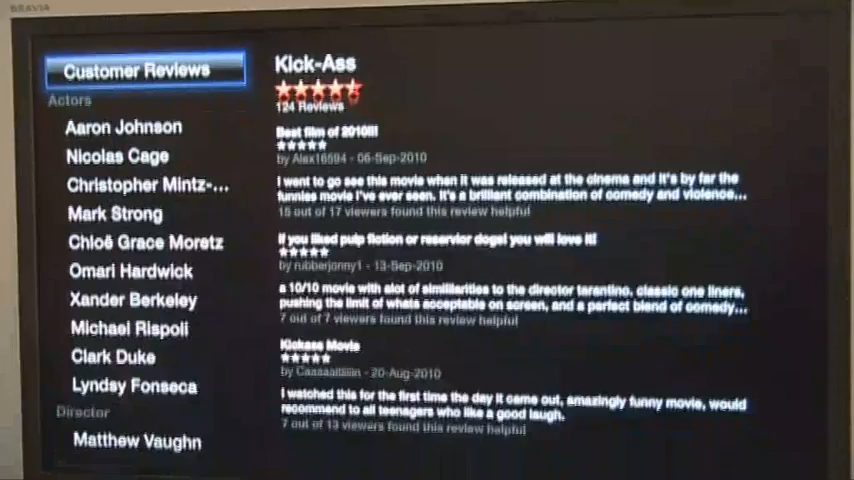 BRAVIA
Customer Reviews
Actors
Aaron Johnson
Nicolas Cage
Christopher Mintz-...
Mark Strong
Chloë Grace Moretz
Omari Hardwick
Xander Berkeley
Michael Rispoli
Clark Duke
Lyndsy Fonseca
Director
Matthew Vaughn
Kick-Ass
124 Reviews
Best film of 2010!!!
by Alex16594 - 06-Sep-2010
I went to go see this movie when it was released at the cinema and it's by far the
funnies movie I've ever seen. It's a brilliant combination of comedy and violence...
15 out of 17 viewers found this review helpful
If you liked pulp fiction or reservior dogs! you will love it!
by rubberjonny1 - 13-Sep-2010
a 10/10 movie with alot of similiarities to the director tarantino. classic one liners,
pushing the limit of whats acceptable on screen, and a perfect blend of comedy...
7 out of 7 viewers found this review helpful
Kickass Movie
by - 20-Aug-2010
I watched this for the first time the day it came out, amazingly funny movie, would
recommend to all teenagers who like a good laugh.
7 out of 13 viewers found this review helpful